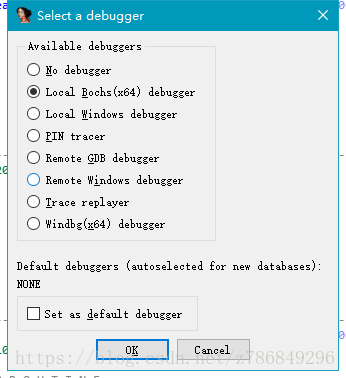 Select a debugger
Available debuggers
No debugger
Local Bochs(x64) debugger
Local Windows debugger
PIN tracer
Remote GDB debugger
Remote Windows debugger
Trace replayer
Windbg(x64) debugger
Default debuggers (autoselected for new databases):
NONE
Set as default debugger
OK
Cancel
https://blog.csdn.net/z786849296